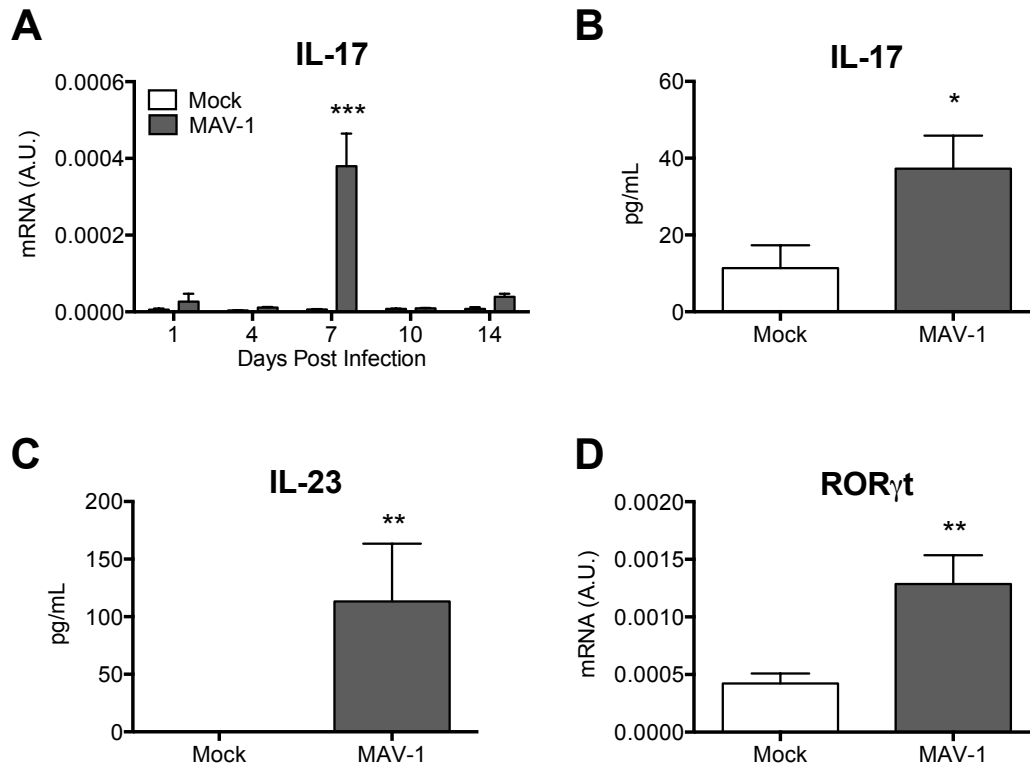 A
IL-17
mRNA (A.U.)
0.0006
0.0004
0.0002
0.0000
Mock
MAV-1
***
1 4 7 10 14
Days Post Infection
B
IL-17
pg/mL
60
40
20
0
*
Mock MAV-1
C
IL-23
pg/mL
200
150
100
50
0
**
Mock MAV-1
D
RORγt
mRNA (A.U.)
0.0020
0.0015
0.0010
0.0005
0.0000
**
Mock MAV-1